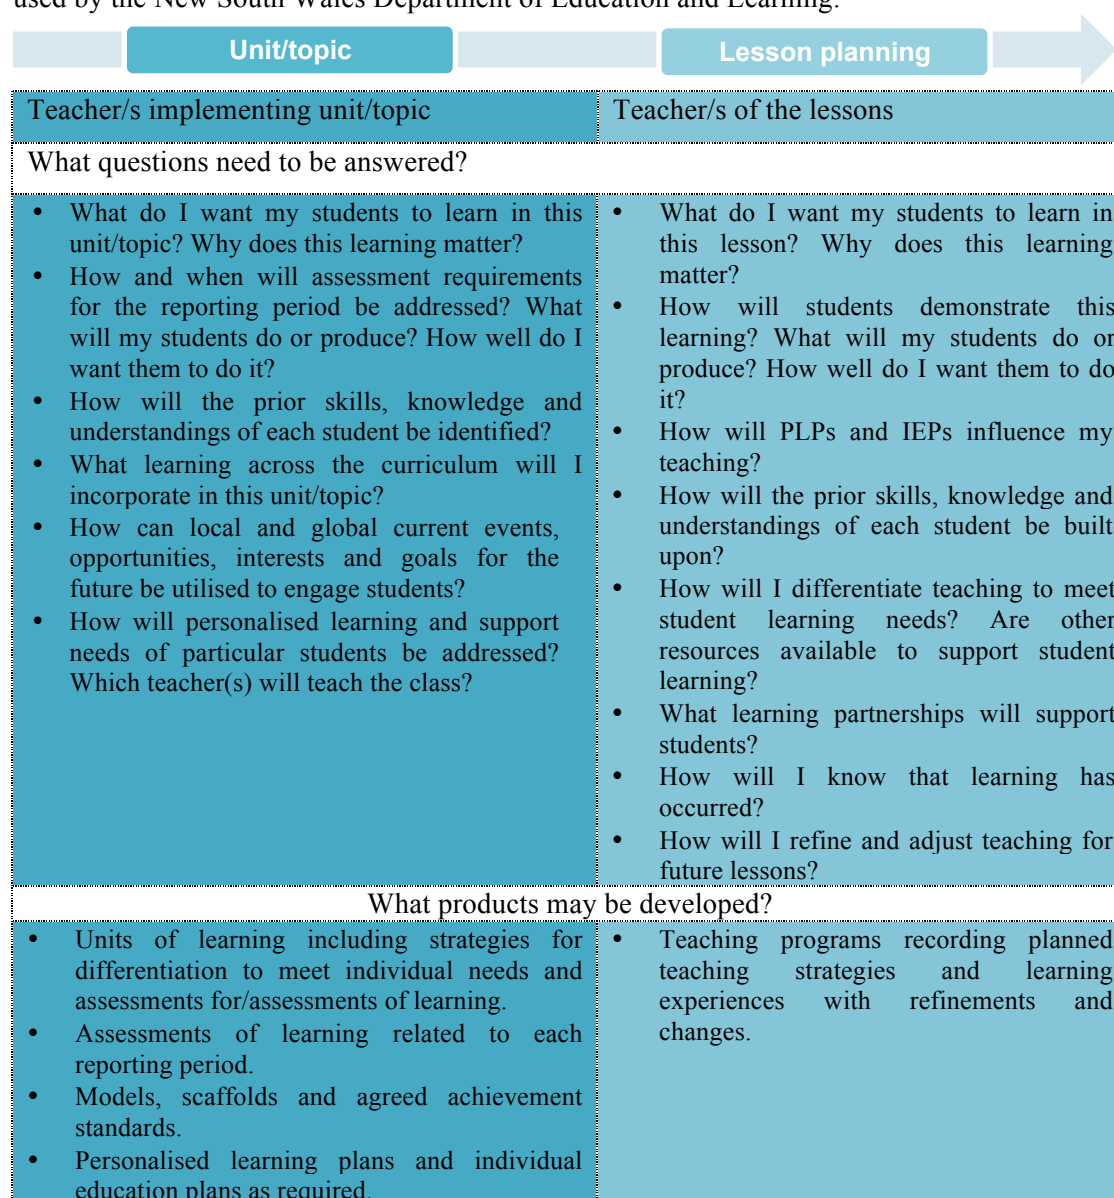 used by the New South Wales Department of Education and Learning.
Unit/topic
Lesson planning
Teacher/s implementing unit/topic
Teacher/s of the lessons
What questions need to be answered?
• What do I want my students to learn in this
unit/topic? Why does this learning matter?
• How and when will assessment requirements
for the reporting period be addressed? What
will my students do or produce? How well do I
want them to do it?
• How will the prior skills, knowledge and
understandings of each student be identified?
• What learning across the curriculum will I
incorporate in this unit/topic?
• How can local and global current events,
opportunities, interests and goals for the
future be utilised to engage students?
• How will personalised learning and support
needs of particular students be addressed?
Which teacher(s) will teach the class?
• What do I want my students to learn in
this lesson? Why does this learning
matter?
• How will students demonstrate this
learning? What will my students do or
produce? How well do I want them to do
it?
• How will PLPs and IEPs influence my
teaching?
• How will the prior skills, knowledge and
understandings of each student be built
upon?
• How will I differentiate teaching to meet
student learning needs? Are other
resources available to support student
learning?
• What learning partnerships will support
students?
• How will I know that learning has
occurred?
• How will I refine and adjust teaching for
future lessons?
What products may be developed?
• Units of learning including strategies for
differentiation to meet individual needs and
assessments for/assessments of learning.
• Assessments of learning related to each
reporting period.
• Models, scaffolds and agreed achievement
standards.
• Personalised learning plans and individual
education plans as required.
• Teaching programs recording planned
teaching strategies and learning
experiences with refinements and
changes.